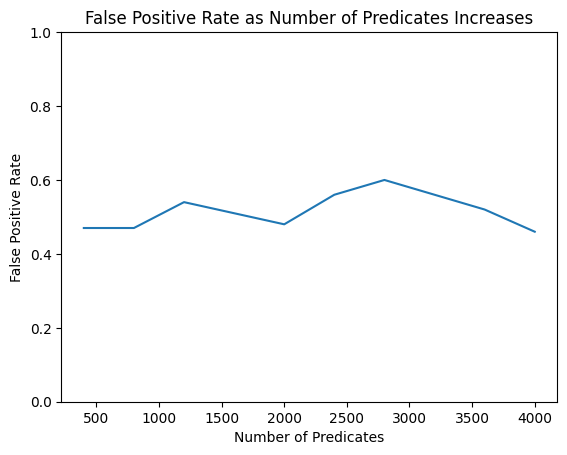 False Positive Rate as Number of Predicates Increases
1.0
0.8
0.6
0.4
0.2
0.0
False Positive Rate
500 1000 1500 2000 2500 3000 3500 4000
Number of Predicates